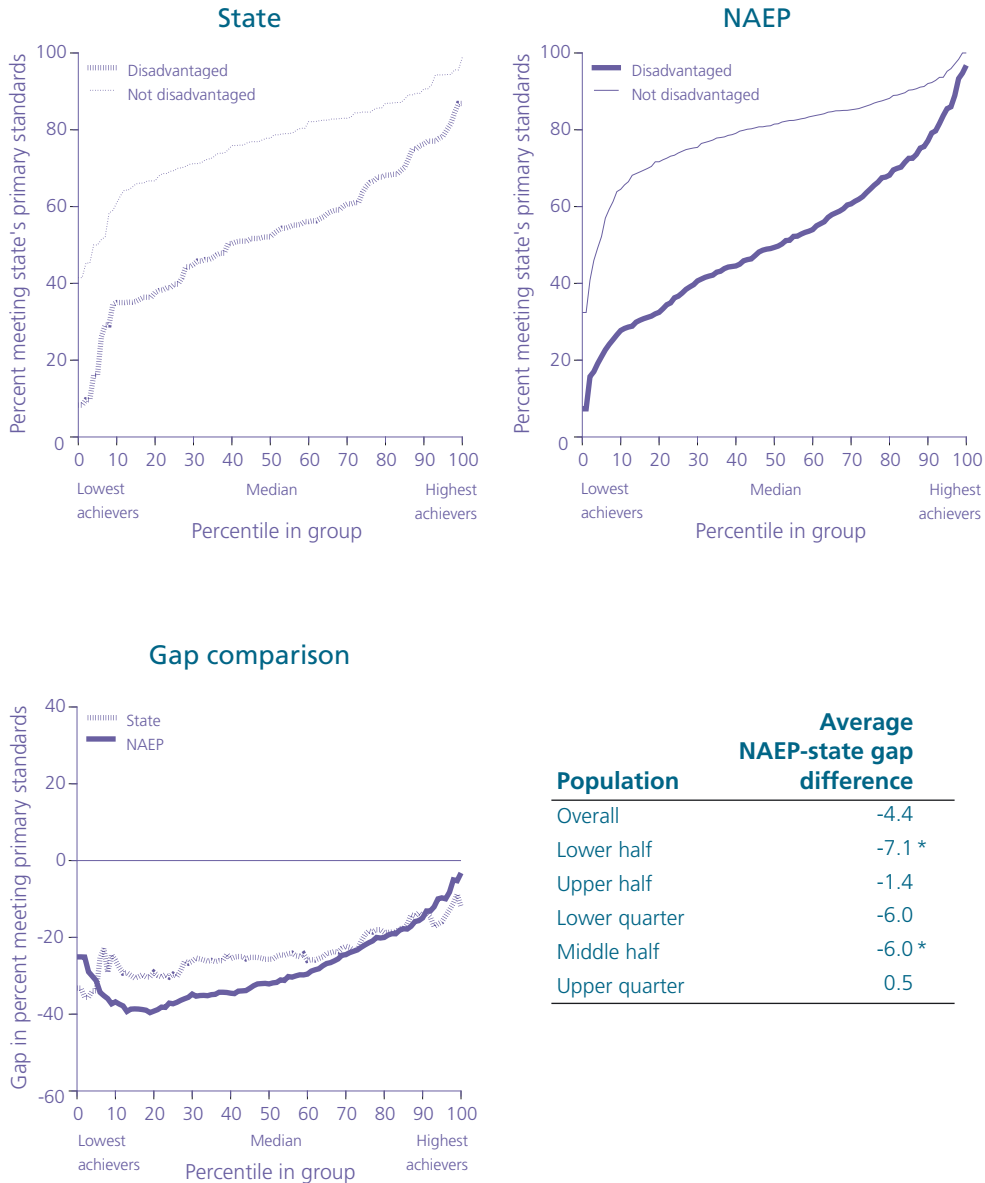 State
Percent meeting state's primary standards
100
80
60
40
20
0
Disadvantaged
Not disadvantaged
0 10 20 30 40 50 60 70 80 90 100
Lowest achievers
Median
Highest achievers
Percentile in group
NAEP
Percent meeting state's primary standards
100
80
60
40
20
0
Disadvantaged
Not disadvantaged
0 10 20 30 40 50 60 70 80 90 100
Lowest achievers
Median
Highest achievers
Percentile in group
Gap comparison
Gap in percent meeting primary standards
40
20
0
-20
-40
-60
State
NAEP
0 10 20 30 40 50 60 70 80 90 100
Lowest achievers
Median
Highest achievers
Percentile in group
Average
NAEP-state gap
Population difference
Overall -4.4
Lower half -7.1 *
Upper half -1.4
Lower quarter -6.0
Middle half -6.0 *
Upper quarter 0.5